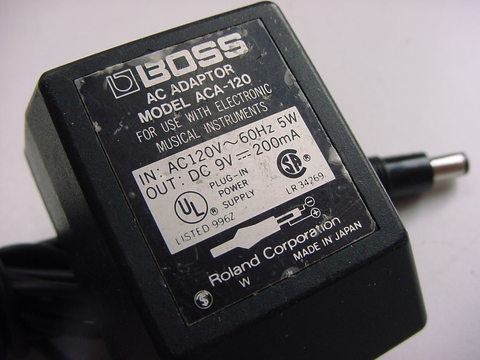 BOSS
AC ADAPTOR
MODEL ACA-120
FOR USE WITH ELECTRONIC
MUSICAL INSTRUMENTS
IN: AC120V~60Hz 5W
OUT: DC 9V⎓200mA
UL
PLUG-IN
POWER
SUPPLY
LISTED 996Z
LR 34269
Roland Corporation
W
MADE IN JAPAN